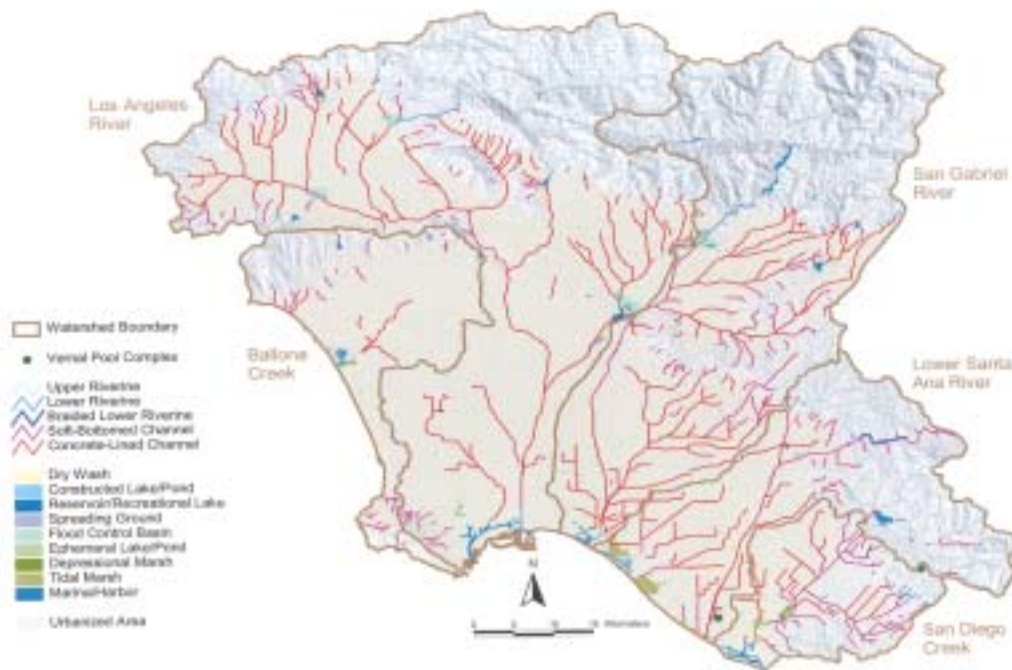 Los Angeles
River
San Gabriel
River
Ballona
Creek
Lower Santa
Ana River
San Diego
Creek
Watershed Boundary
Vernal Pool Complex
Upper Riverine
Lower Riverine
Braided Lower Riverine
Soft-Bottomed Channel
Concrete-Lined Channel
Dry Wash
Constructed Lake/Pond
Reservoir/Recreational Lake
Spreading Ground
Flood Control Basin
Ephemeral Lake/Pond
Depressional Marsh
Tidal Marsh
Marina/Harbor
Urbanized Area
N
Kilometers